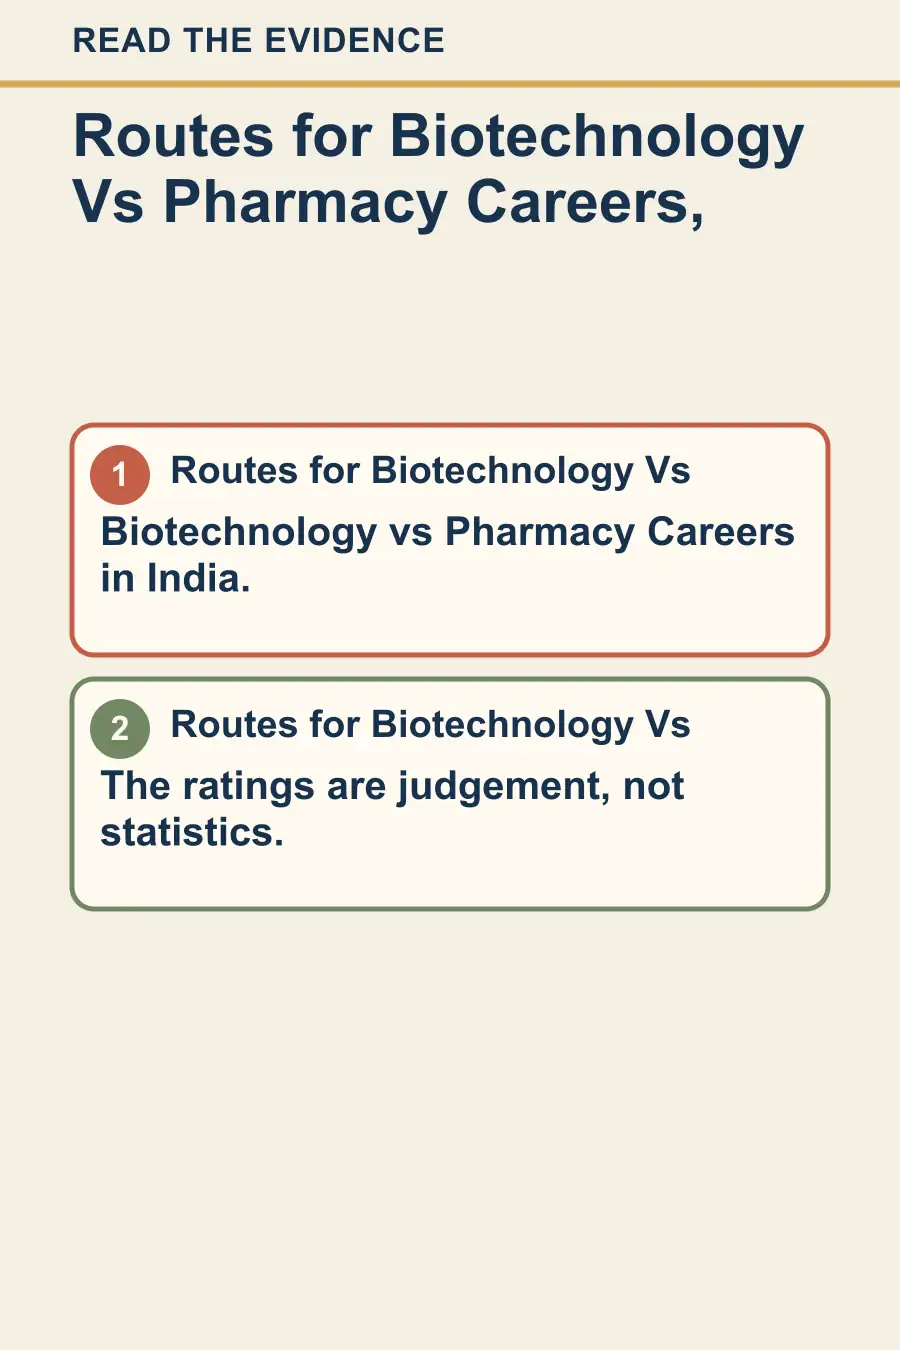 READ THE EVIDENCE
Routes for Biotechnology
Vs Pharmacy Careers,
1 Routes for Biotechnology Vs
Biotechnology vs Pharmacy Careers
in India.
2 Routes for Biotechnology Vs
The ratings are judgement, not
statistics.